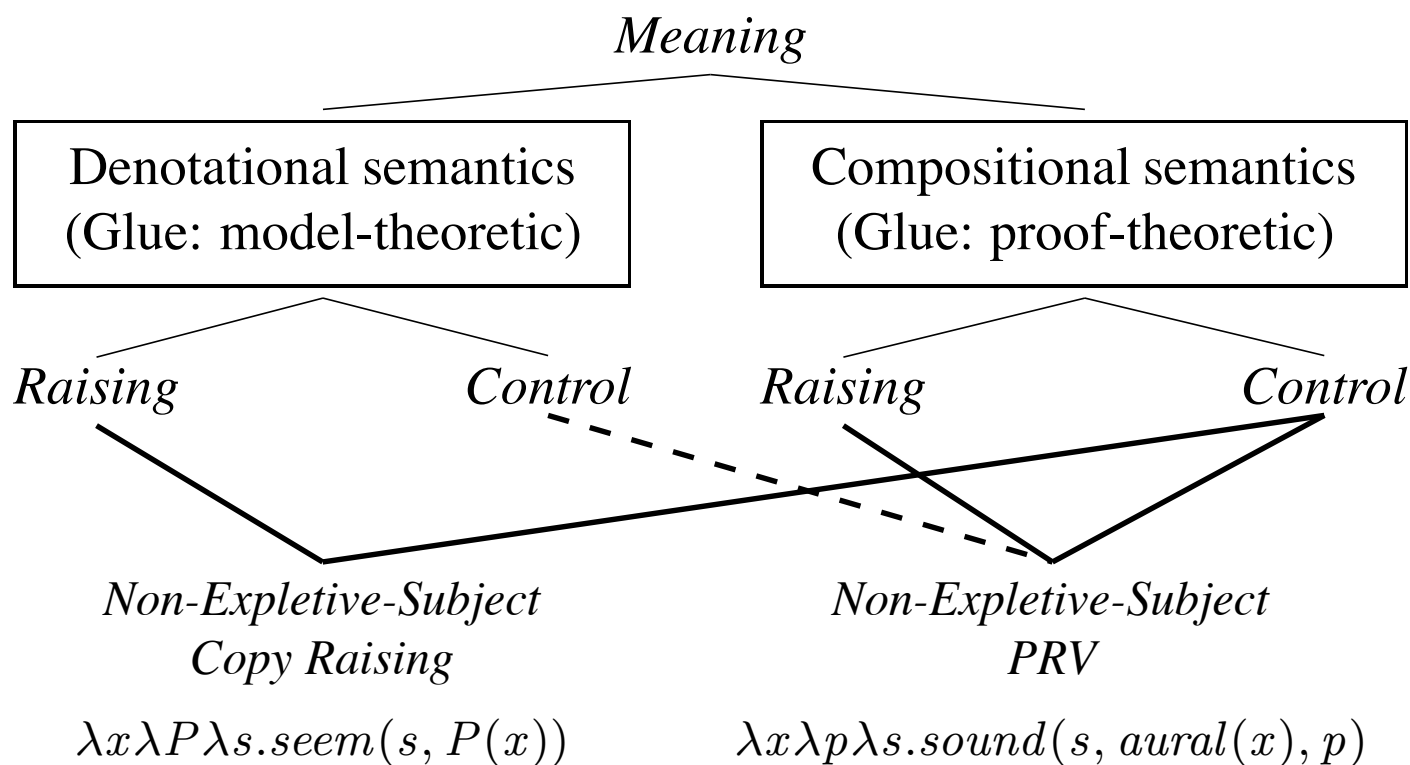 Meaning
Denotational semantics
(Glue: model-theoretic)
Compositional semantics
(Glue: proof-theoretic)
Raising
Control
Raising
Control
Non-Expletive-Subject
Copy Raising
λxλPλs.seem(s, P(x))
Non-Expletive-Subject
PRV
λxλpλs.sound(s, aural(x), p)